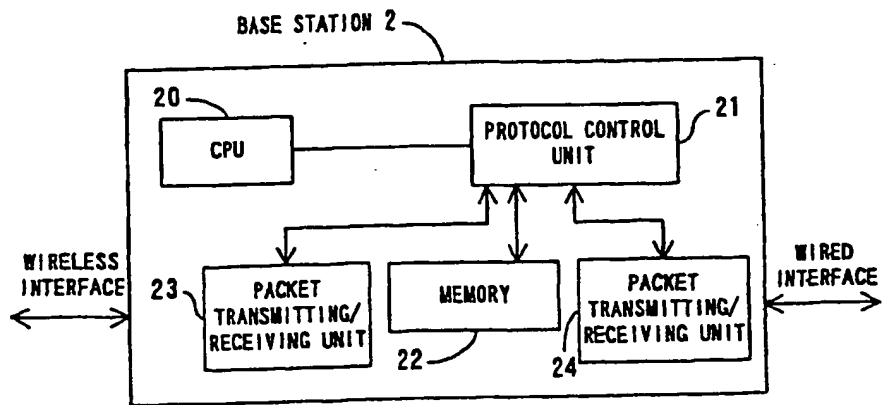 BASE STATION 2
20
CPU
PROTOCOL CONTROL
UNIT
21
WIRELESS
INTERFACE
23
PACKET
TRANSMITTING/
RECEIVING UNIT
MEMORY
22
PACKET
TRANSMITTING/
RECEIVING UNIT
24
WIRED
INTERFACE